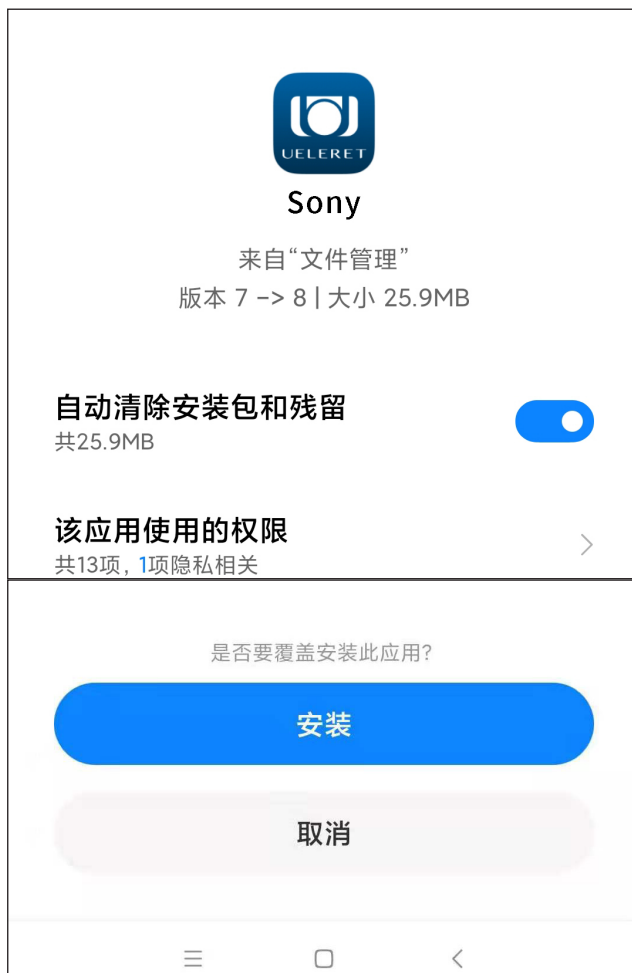 UELERET
Sony
来自“文件管理”
版本 7 -> 8 | 大小 25.9MB
自动清除安装包和残留
共25.9MB
该应用使用的权限
共13项，1项隐私相关
是否要覆盖安装此应用？
安装
取消